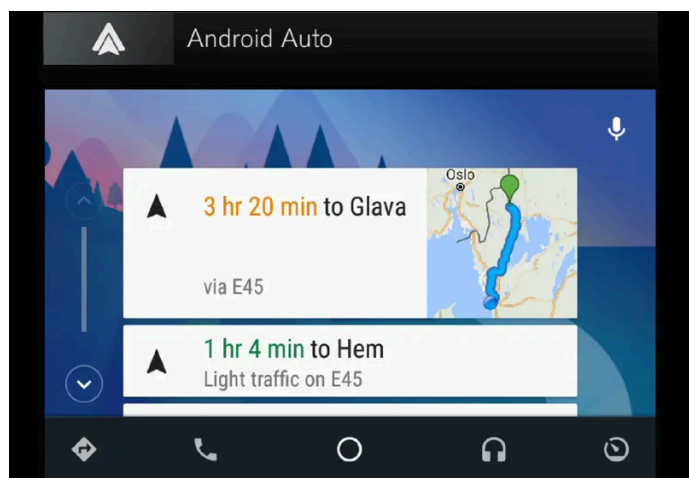 Android Auto
3 hr 20 min to Glava
Oslo
via E45
1 hr 4 min to Hem
Light traffic on E45